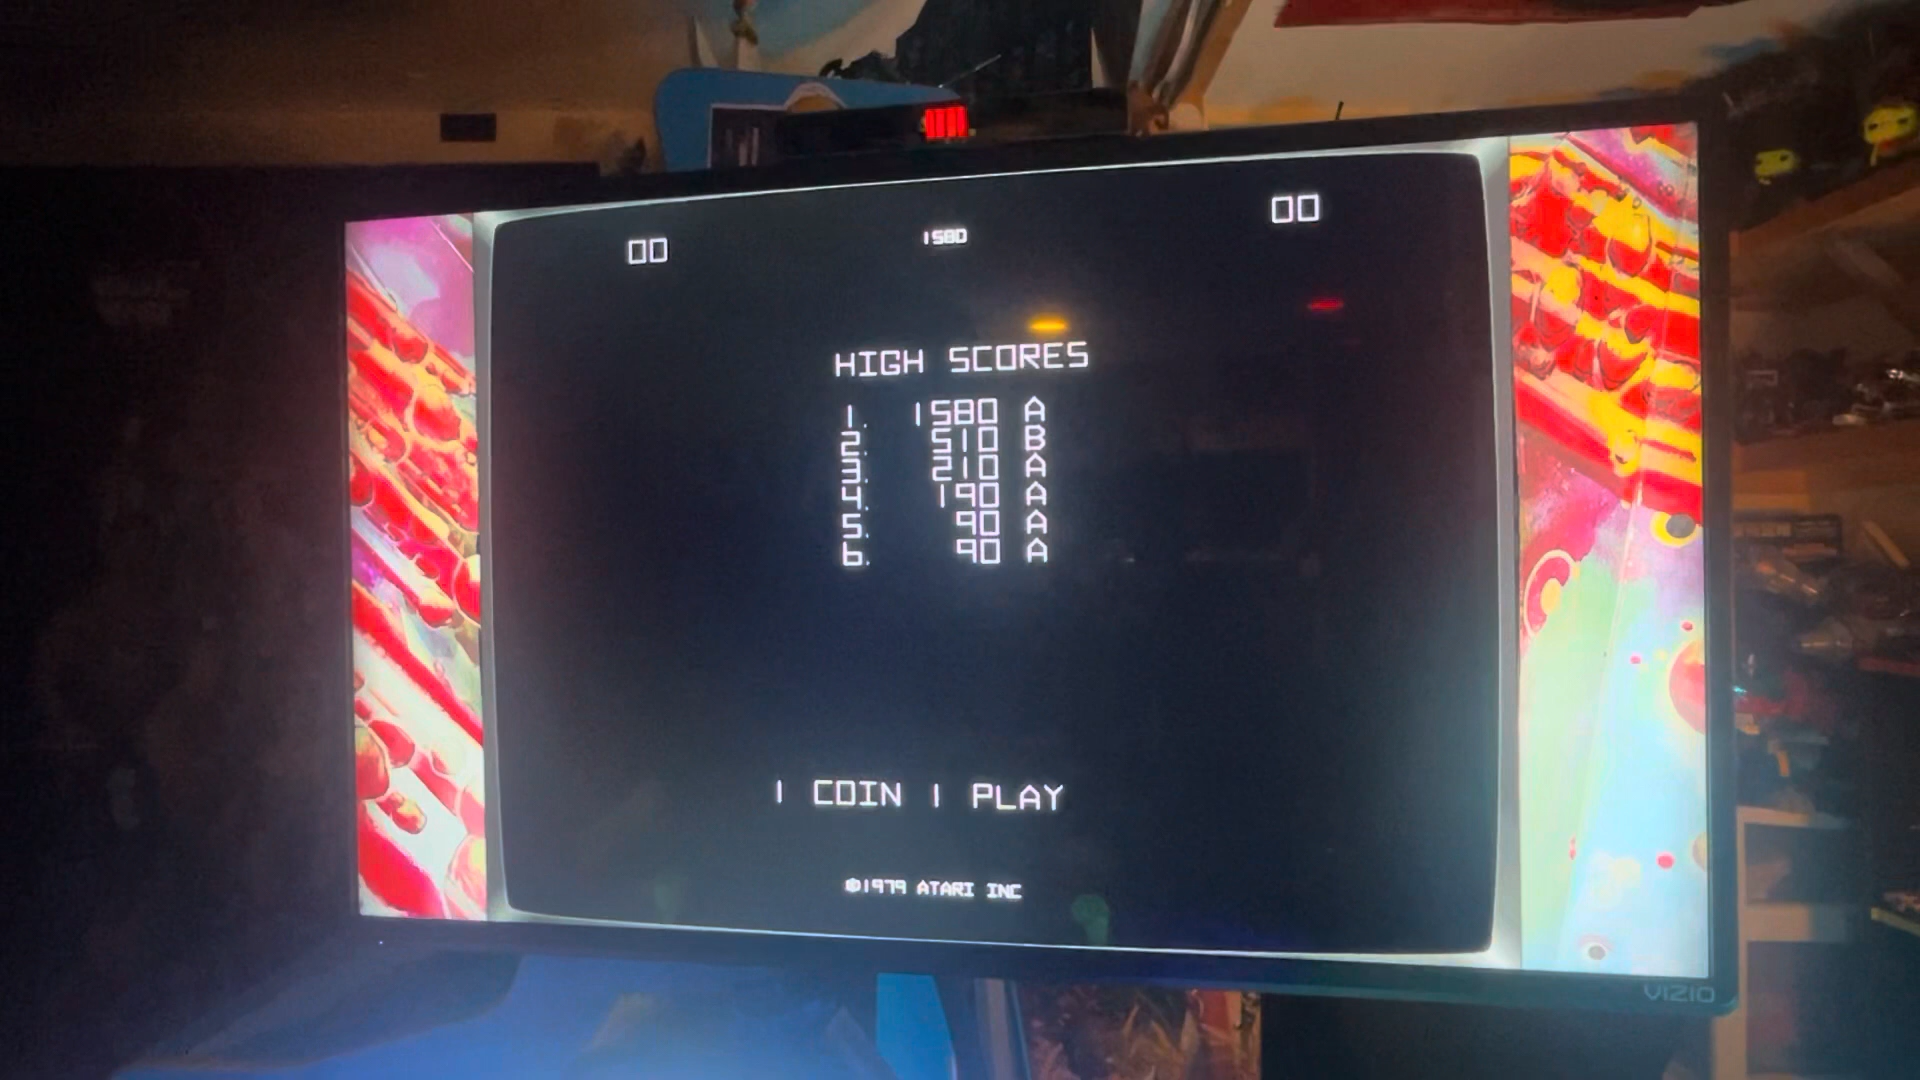 00 1580 00
HIGH SCORES
1. 1580 A
2. 510 B
3. 210 A
4. 190 A
5. 90 A
6. 90 A
1 COIN 1 PLAY
©1979 ATARI INC
VIZIO